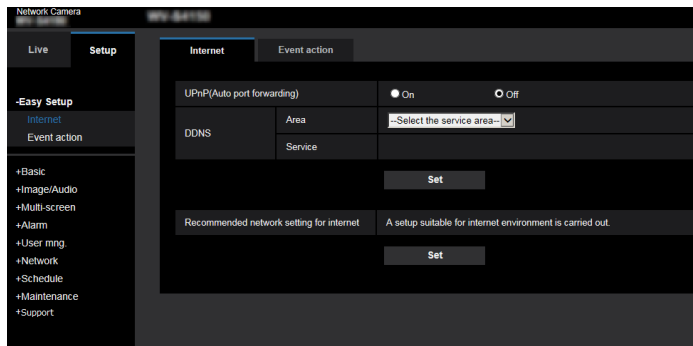 Network Camera
Live Setup
Internet Event action
-Easy Setup
Internet
Event action
+Basic
+Image/Audio
+Multi-screen
+Alarm
+User mng.
+Network
+Schedule
+Maintenance
+Support
UPnP(Auto port forwarding) On Off
DDNS Area --Select the service area--
Service
Set
Recommended network setting for internet A setup suitable for internet environment is carried out.
Set